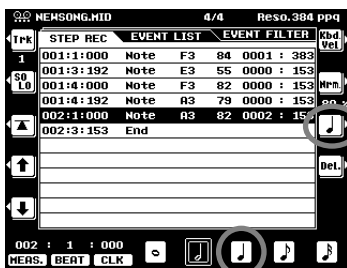 NEWSONG.MID 4/4 Reso.384 ppq
Trk STEP REC EVENT LIST EVENT FILTER Kbd. Vel
1 001:1:000 Note F3 84 0001 : 383
001:3:192 Note E3 55 0000 : 153
SO LO 001:4:000 Note F3 82 0000 : 153 Nrm.
001:4:192 Note A3 79 0000 : 153
002:1:000 Note A3 82 0002 :
002:3:153 End
Del.
002 : 1 : 000
MEAS. BEAT CLK